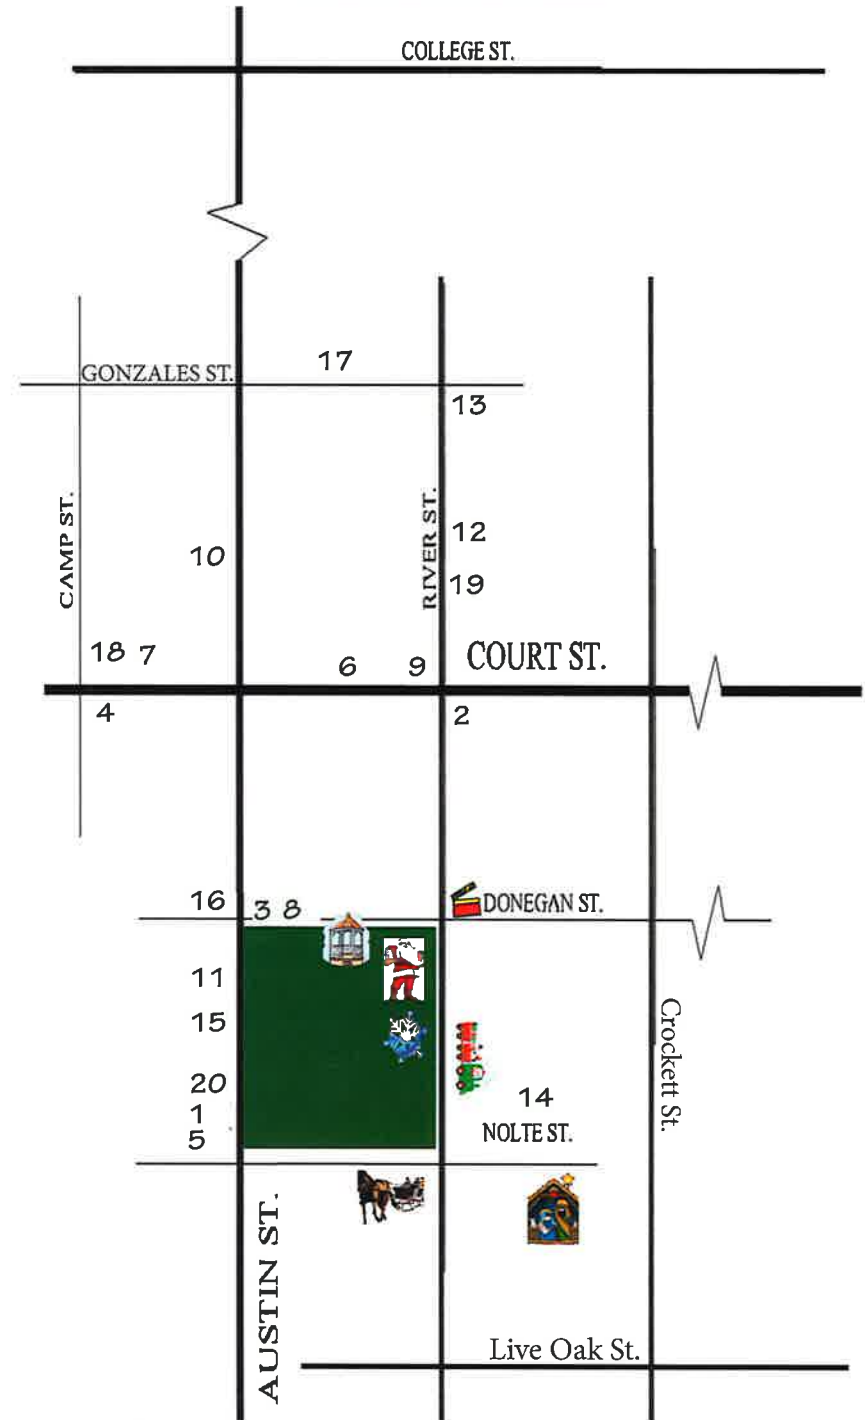 COLLEGE ST.
17
GONZALES ST.
13
CAMP ST.
RIVER ST.
12
10
19
18 7
6 9 COURT ST.
4
2
16
3 8
DONEGAN ST.
11
15
Crockett St.
20
14
1
NOLTE ST.
5
AUSTIN ST.
Live Oak St.